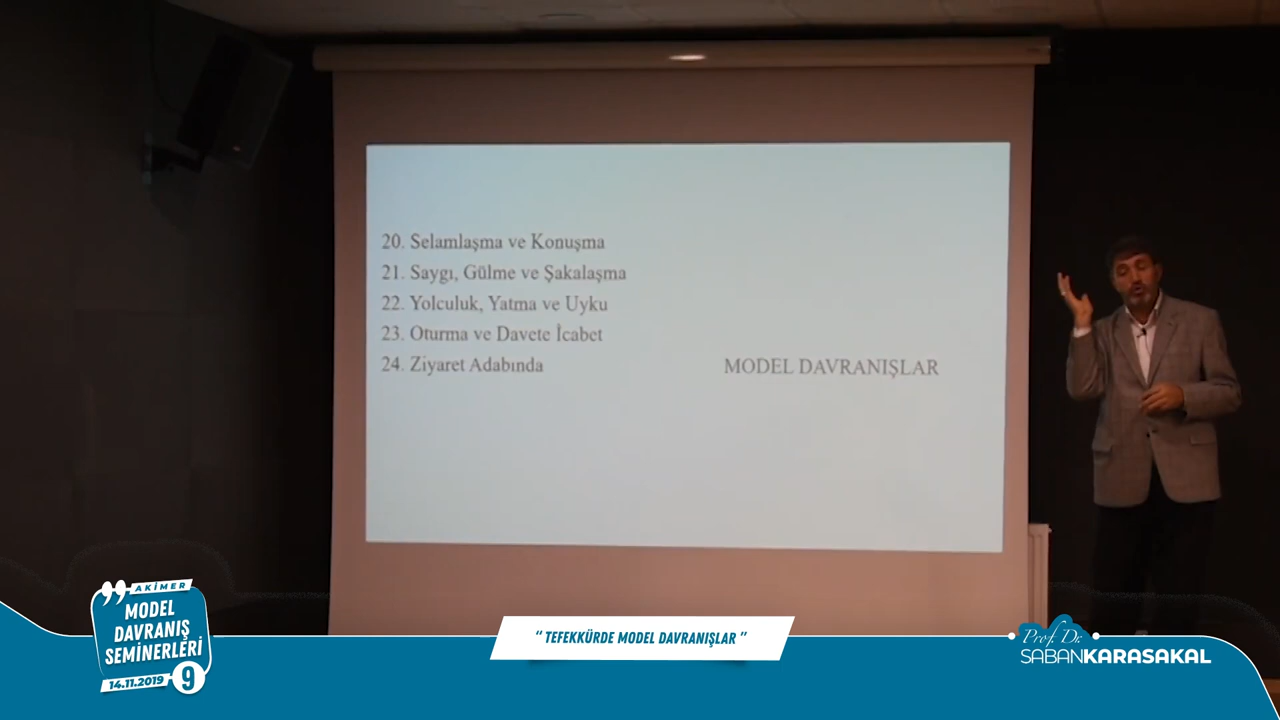 20. Selamlaşma ve Konuşma
21. Saygı, Gülme ve Şakalaşma
22. Yolculuk, Yatma ve Uyku
23. Oturma ve Davete İcabet
24. Ziyaret Adabında
MODEL DAVRANIŞLAR
AKİMER
MODEL
DAVRANIŞ
SEMİNERLERİ
14.11.2019 9
" TEFEKKÜRDE MODEL DAVRANIŞLAR "
Prof. Dr.
ŞABANKARASAKAL